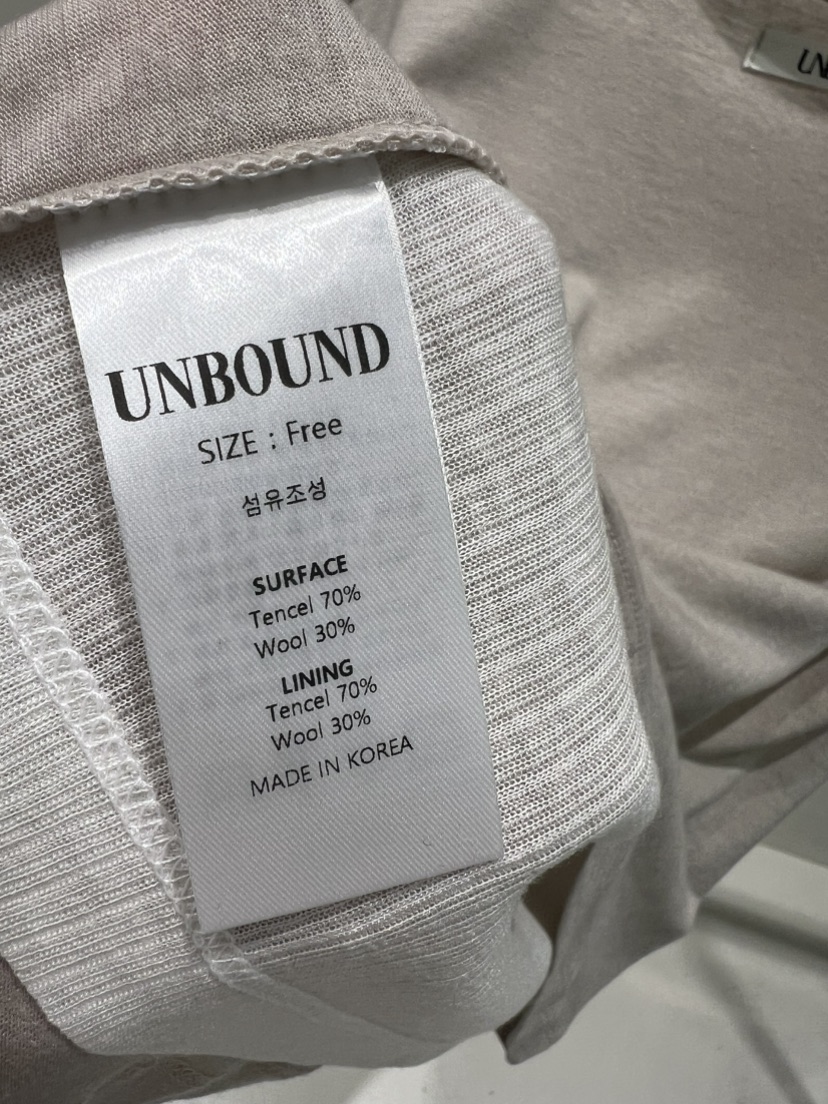 UNBOUND
SIZE : Free
섬유조성
SURFACE
Tencel 70%
Wool 30%
LINING
Tencel 70%
Wool 30%
MADE IN KOREA